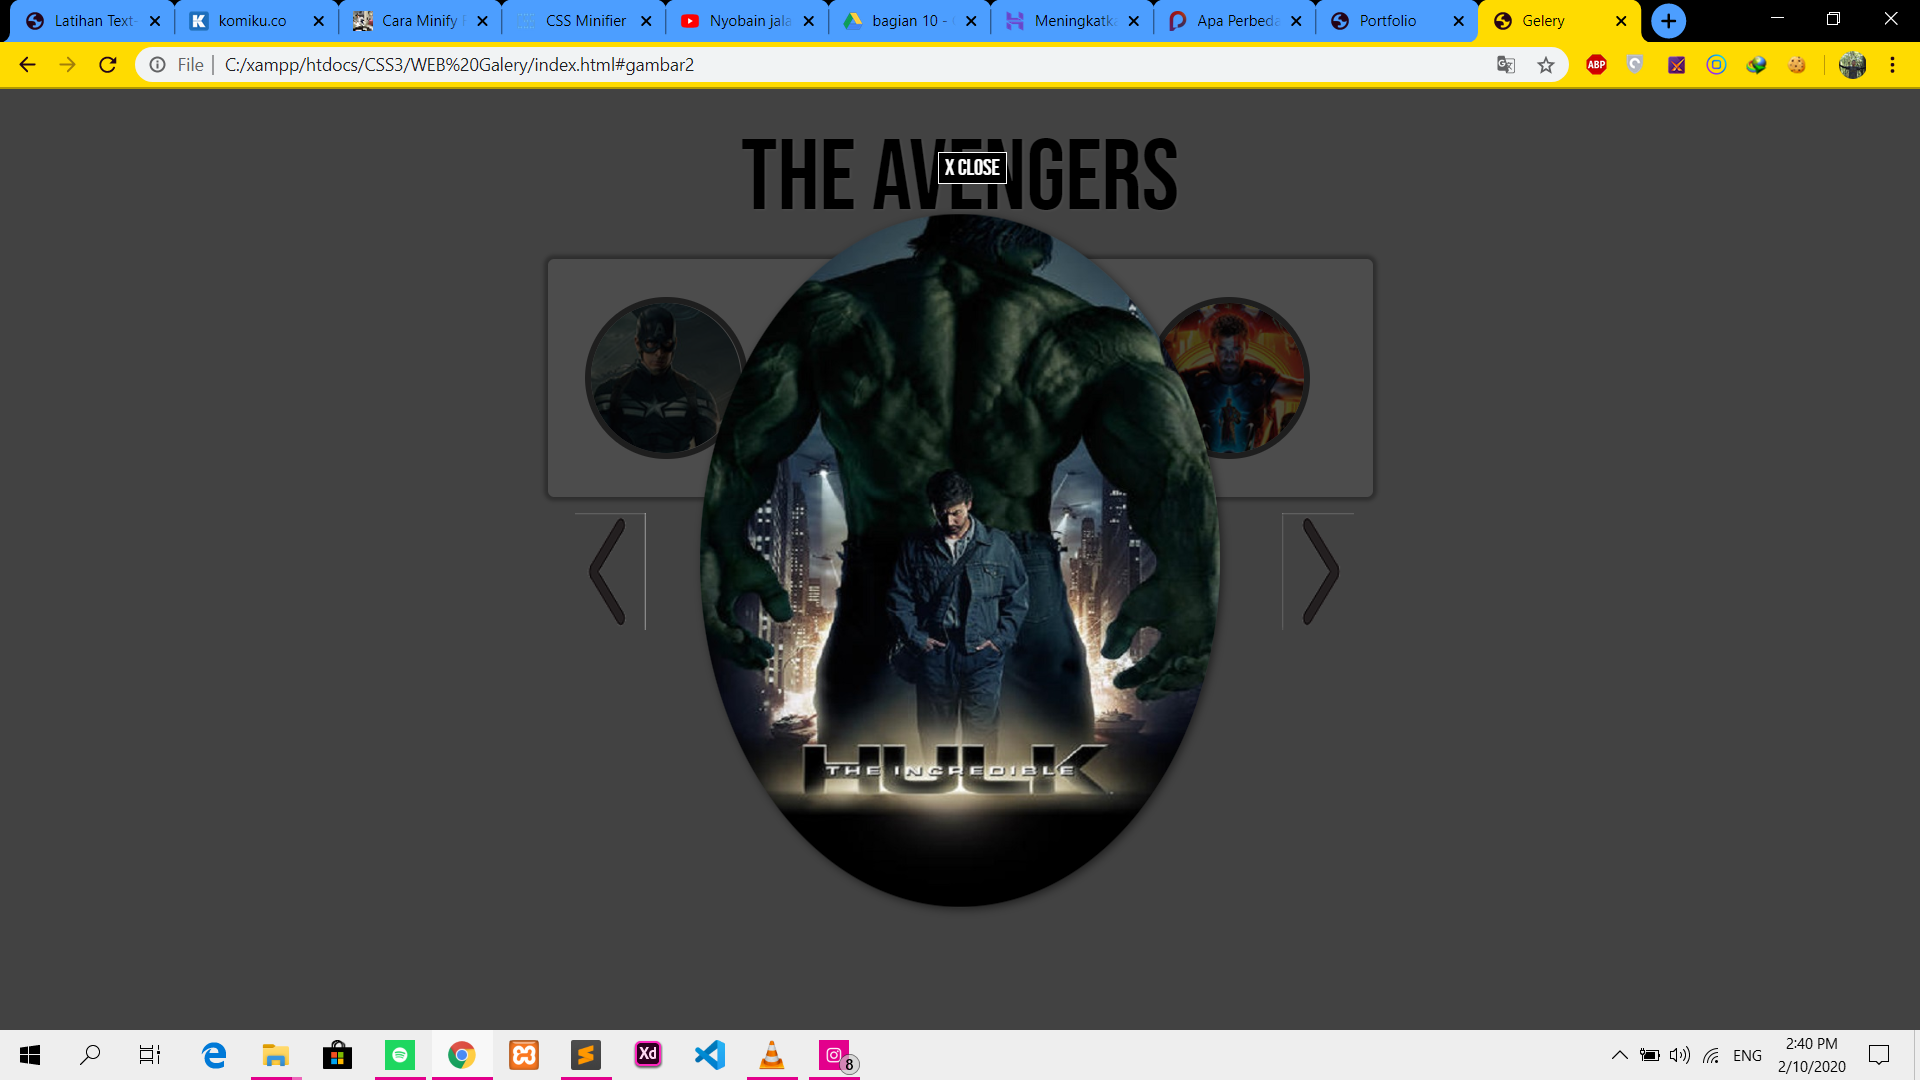 Latihan Text-
komiku.co
Cara Minify F
CSS Minifier
Nyobain jala
bagian 10 -
Meningkatka
Apa Perbeda
Portfolio
Gelery
File | C:/xampp/htdocs/CSS3/WEB%20Galery/index.html#gambar2
ABP
THE AVENGERS
X CLOSE
HULK
THE INCREDIBLE
Xd
8
ENG
2:40 PM
2/10/2020